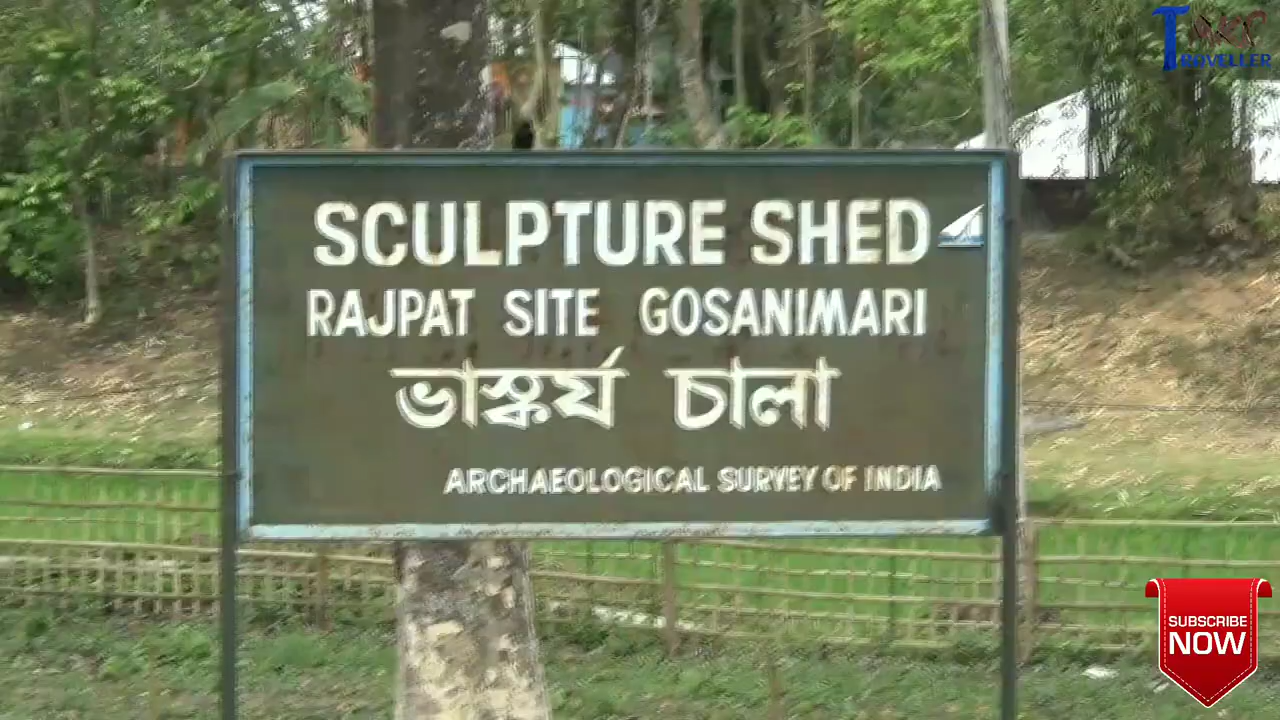 SCULPTURE SHED
RAJPAT SITE GOSANIMARI
ভাস্কর্য চালা
ARCHAEOLOGICAL SURVEY OF INDIA
SUBSCRIBE
NOW